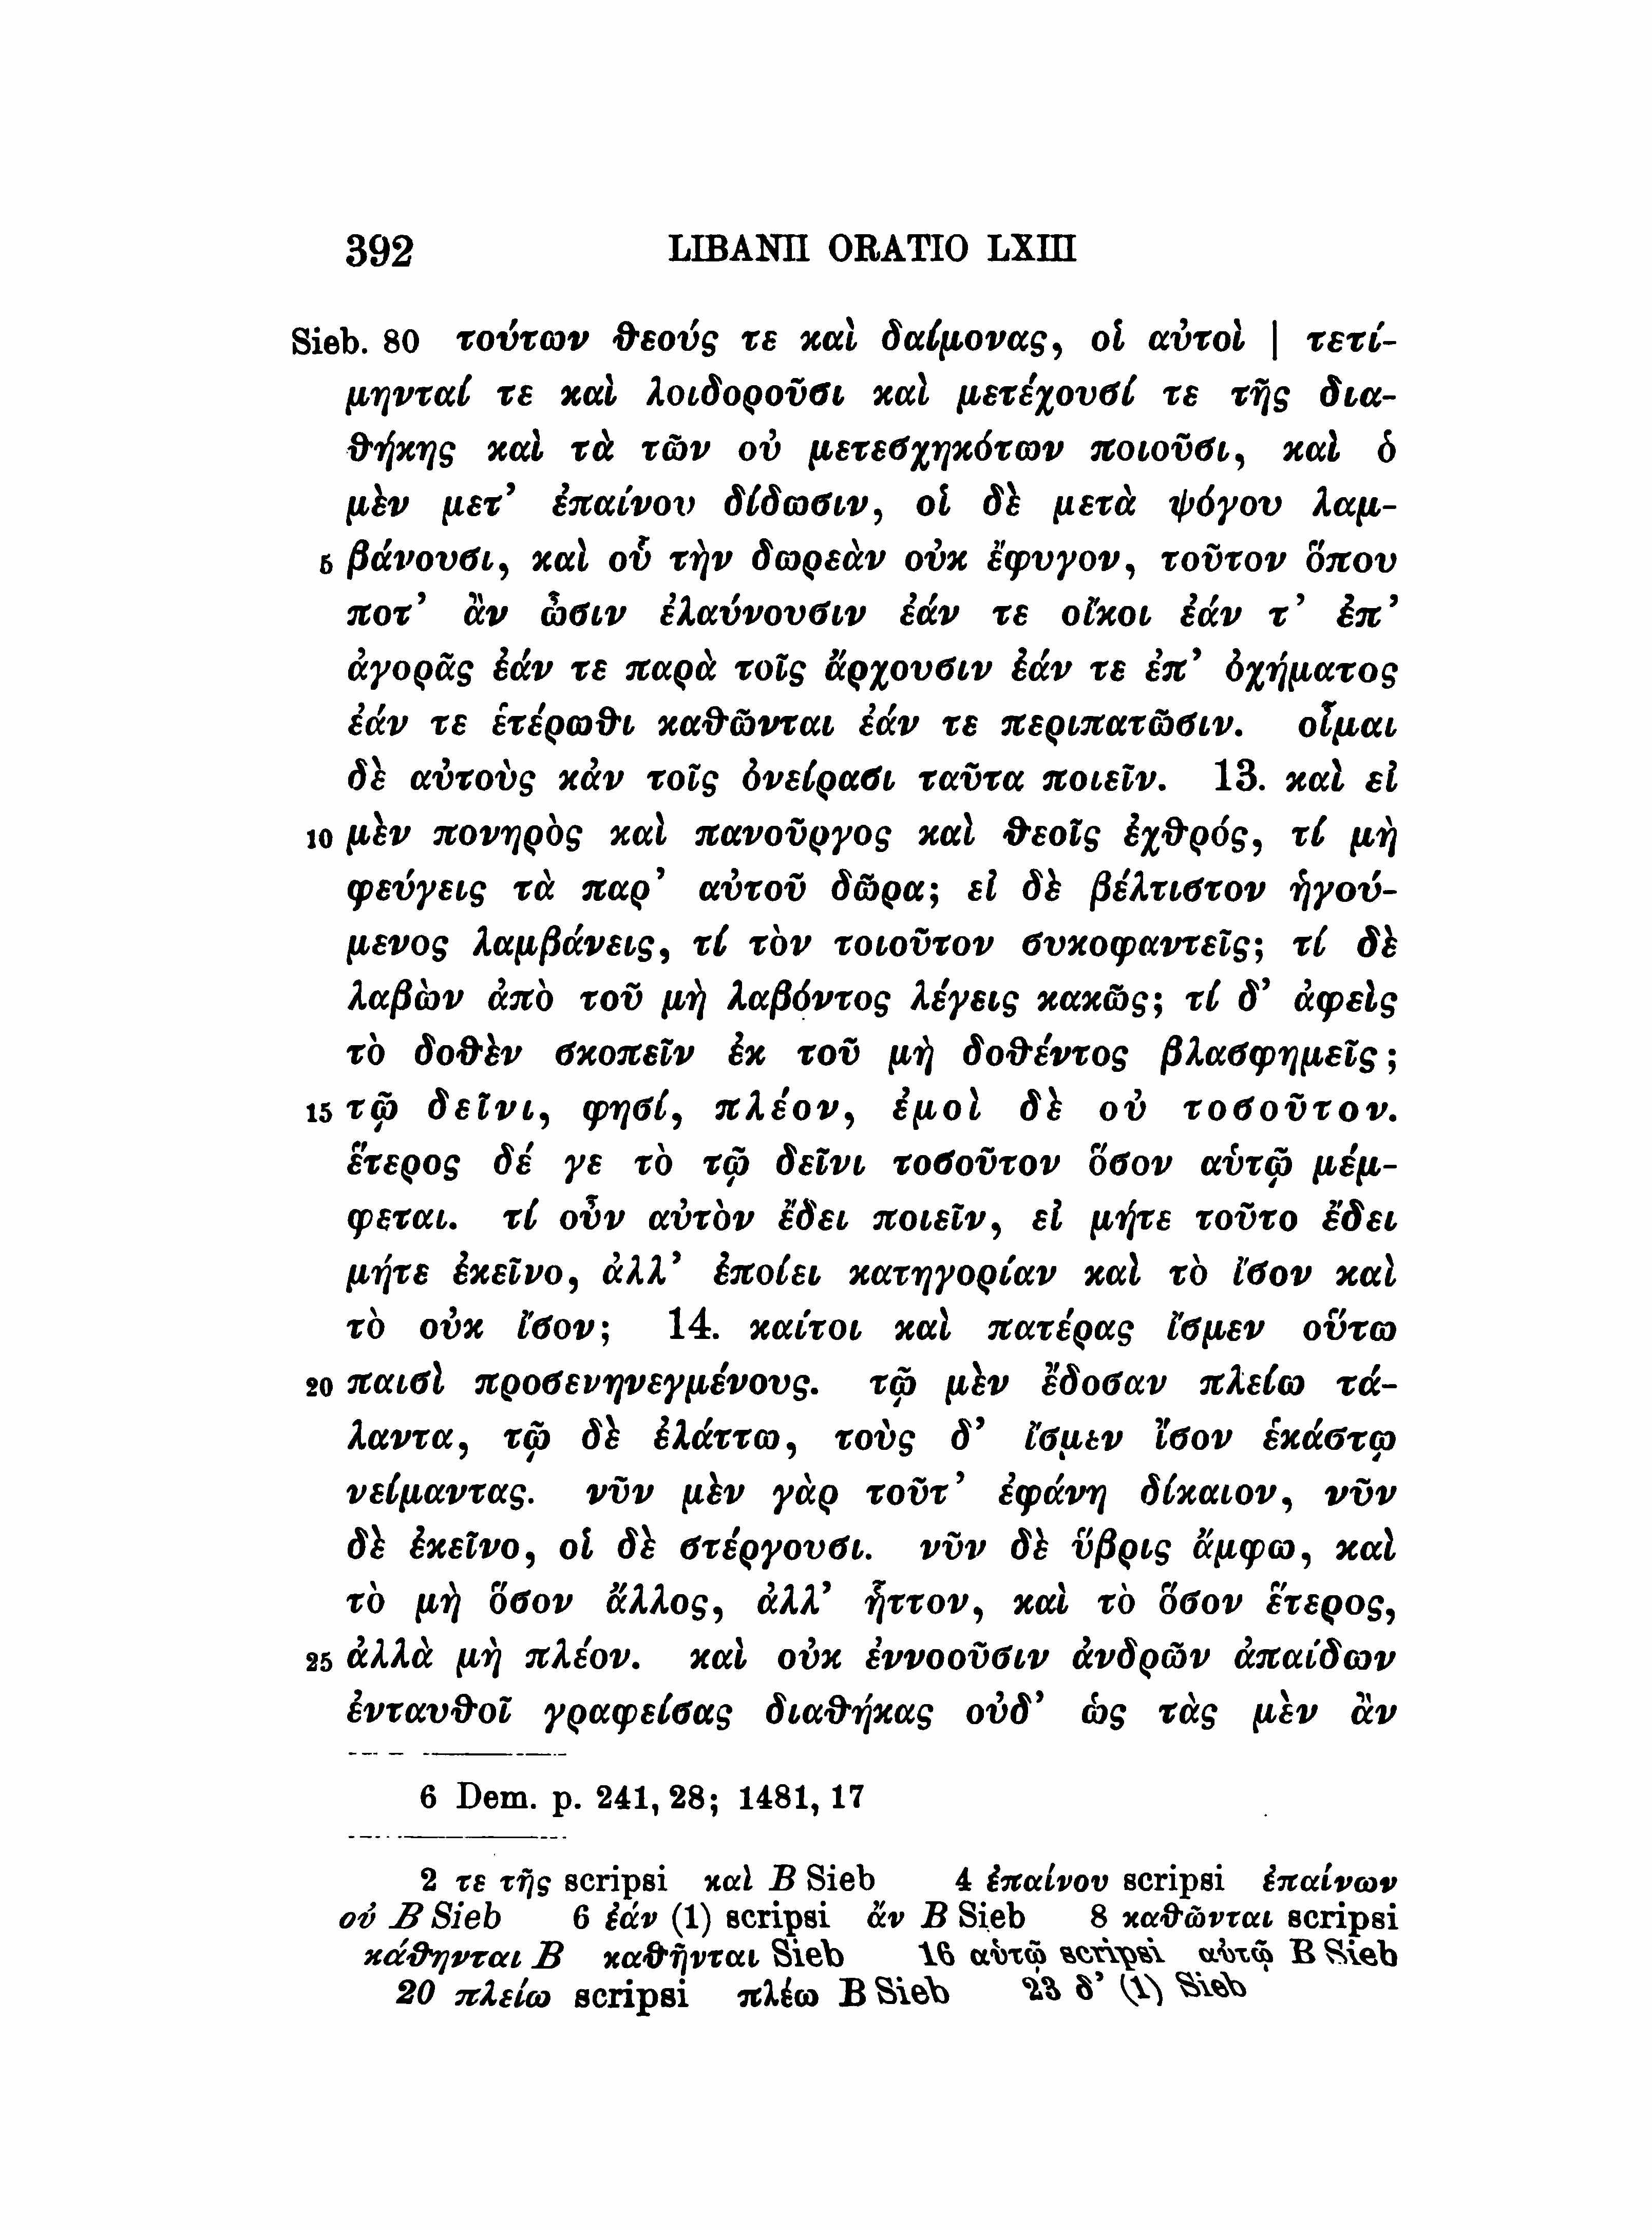 392 LIBANII ORATIO LXIII
Sieb. 80 τούτων θεούς τε καὶ δαίμονας, οἱ αὐτοὶ | τετί-
μηνταί τε καὶ λοιδοροῦσι καὶ μετέχουσί τε τῆς δια-
θήκης καὶ τὰ τῶν οὐ μετεσχηκότων ποιοῦσι, καὶ ὁ
μὲν μετ’ ἐπαίνου δίδωσιν, οἱ δὲ μετὰ ψόγου λαμ-
5 βάνουσι, καὶ οὗ τὴν δωρεὰν οὐκ ἔφυγον, τοῦτον ὅπου
ποτ’ ἂν ὦσιν ἐλαύνουσιν ἐάν τε οἴκοι ἐάν τ’ ἐπ’
ἀγορᾶς ἐάν τε παρὰ τοῖς ἄρχουσιν ἐάν τε ἐπ’ ὀχήματος
ἐάν τε ἑτέρωθι καθῶνται ἐάν τε περιπατῶσιν. οἶμαι
δὲ αὐτοὺς κἀν τοῖς ὀνείρασι ταῦτα ποιεῖν. 13. καὶ εἰ
10 μὲν πονηρὸς καὶ πανοῦργος καὶ θεοῖς ἐχθρός, τί μὴ
φεύγεις τὰ παρ’ αὐτοῦ δῶρα; εἰ δὲ βέλτιστον ἡγού-
μενος λαμβάνεις, τί τὸν τοιοῦτον συκοφαντεῖς; τί δὲ
λαβὼν ἀπὸ τοῦ μὴ λαβόντος λέγεις κακῶς; τί δ’ ἀφεὶς
τὸ δοθὲν σκοπεῖν ἐκ τοῦ μὴ δοθέντος βλασφημεῖς;
15 τῷ δεῖνι, φησί, πλέον, ἐμοὶ δὲ οὐ τοσοῦτον.
ἕτερος δέ γε τὸ τῷ δεῖνι τοσοῦτον ὅσον αὑτῷ μέμ-
φεται. τί οὖν αὐτὸν ἔδει ποιεῖν, εἰ μήτε τοῦτο ἔδει
μήτε ἐκεῖνο, ἀλλ’ ἐποίει κατηγορίαν καὶ τὸ ἴσον καὶ
τὸ οὐκ ἴσον; 14. καίτοι καὶ πατέρας ἴσμεν οὕτω
20 παισὶ προσενηνεγμένους. τῷ μὲν ἔδοσαν πλείω τά-
λαντα, τῷ δὲ ἐλάττω, τοὺς δ’ ἴσμεν ἴσον ἑκάστῳ
νείμαντας. νῦν μὲν γὰρ τοῦτ’ ἐφάνη δίκαιον, νῦν
δὲ ἐκεῖνο, οἱ δὲ στέργουσι. νῦν δὲ ὕβρις ἄμφω, καὶ
τὸ μὴ ὅσον ἄλλος, ἀλλ’ ἧττον, καὶ τὸ ὅσον ἕτερος,
25 ἀλλὰ μὴ πλέον. καὶ οὐκ ἐννοοῦσιν ἀνδρῶν ἀπαίδων
ἐνταυθοῖ γραφείσας διαθήκας οὐδ’ ὡς τὰς μὲν ἂν
6 Dem. p. 241, 28; 1481, 17
2 τε τῆς scripsi καὶ B Sieb 4 ἐπαίνου scripsi ἐπαίνων
οὐ B Sieb 6 ἐάν (1) scripsi ἄν B Sieb 8 καθῶνται scripsi
κάθηνται B καθῆνται Sieb 16 αὑτῷ scripsi αὐτῷ B Sieb
20 πλείω scripsi πλέω B Sieb 23 δ’ (1) Sieb